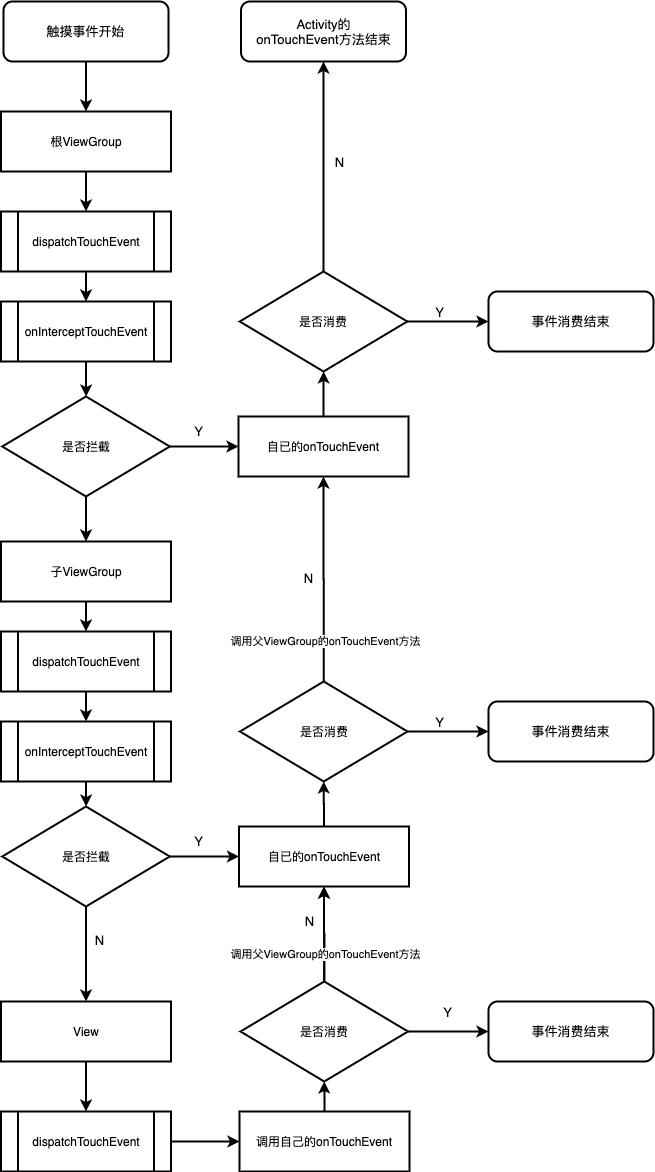 触摸事件开始
Activity的
onTouchEvent方法结束
根ViewGroup
N
dispatchTouchEvent
onInterceptTouchEvent
是否消费
Y
事件消费结束
是否拦截
Y
自已的onTouchEvent
子ViewGroup
N
调用父ViewGroup的onTouchEvent方法
dispatchTouchEvent
onInterceptTouchEvent
是否消费
Y
事件消费结束
是否拦截
Y
自已的onTouchEvent
N
N
调用父ViewGroup的onTouchEvent方法
View
是否消费
Y
事件消费结束
dispatchTouchEvent
调用自己的onTouchEvent